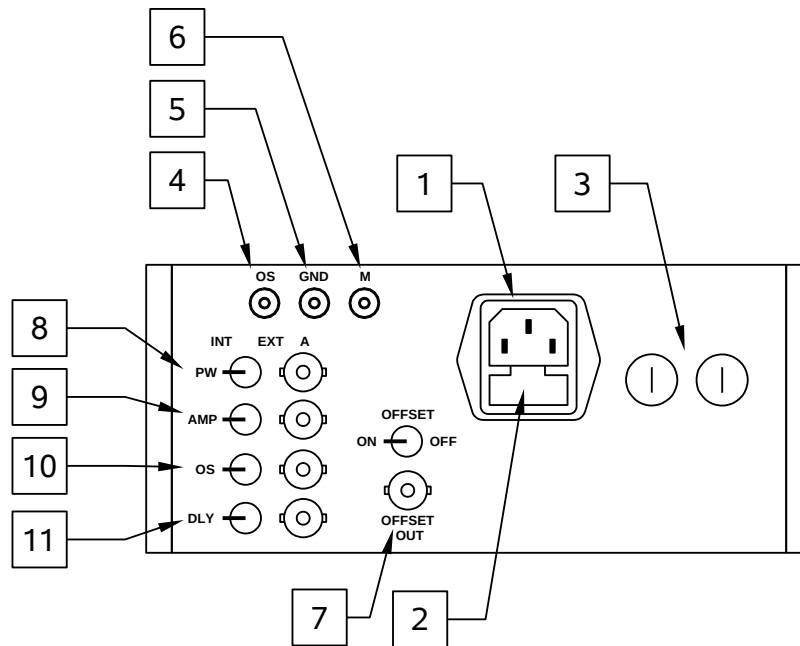 6
5
4
1
3
OS GND M
8
INT EXT A
PW
9
AMP
OFFSET
ON OFF
10
OS
DLY
11
OFFSET
OUT
7
2